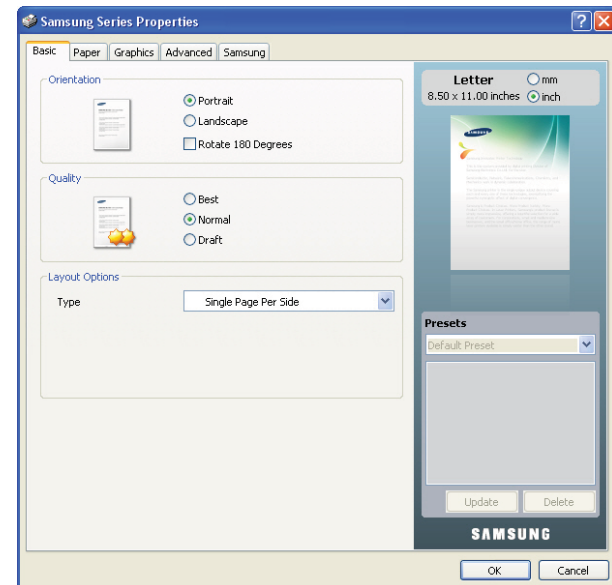 Samsung Series Properties
Basic Paper Graphics Advanced Samsung
Orientation
Portrait
Landscape
Rotate 180 Degrees
Quality
Best
Normal
Draft
Layout Options
Type Single Page Per Side
Letter mm
8.50 x 11.00 inches inch
SAMSUNG
Presets
Default Preset
Update Delete
SAMSUNG
OK Cancel